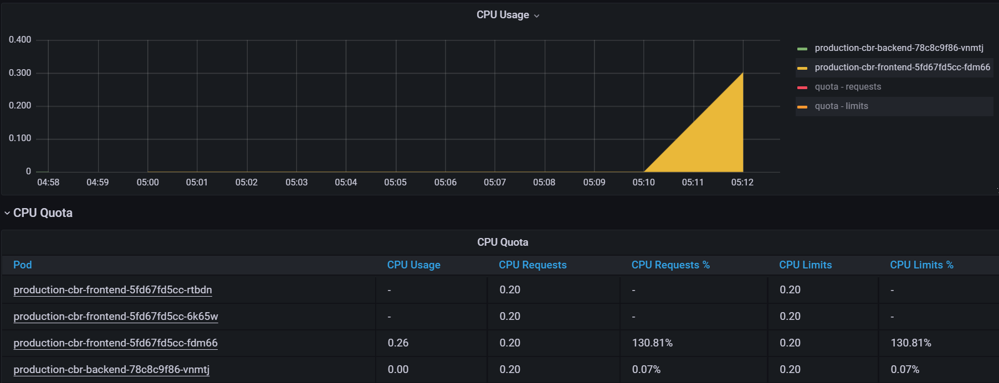 CPU Usage
0.400
0.300
0.200
0.100
0
04:58 04:59 05:00 05:01 05:02 05:03 05:04 05:05 05:06 05:07 05:08 05:09 05:10 05:11 05:12
production-cbr-backend-78c8c9f86-vnmtj
production-cbr-frontend-5fd67fd5cc-fdm66
quota - requests
quota - limits
CPU Quota
CPU Quota
Pod CPU Usage CPU Requests CPU Requests % CPU Limits CPU Limits %
production-cbr-frontend-5fd67fd5cc-rtbdn - 0.20 - 0.20 -
production-cbr-frontend-5fd67fd5cc-6k65w - 0.20 - 0.20 -
production-cbr-frontend-5fd67fd5cc-fdm66 0.26 0.20 130.81% 0.20 130.81%
production-cbr-backend-78c8c9f86-vnmtj 0.00 0.20 0.07% 0.20 0.07%